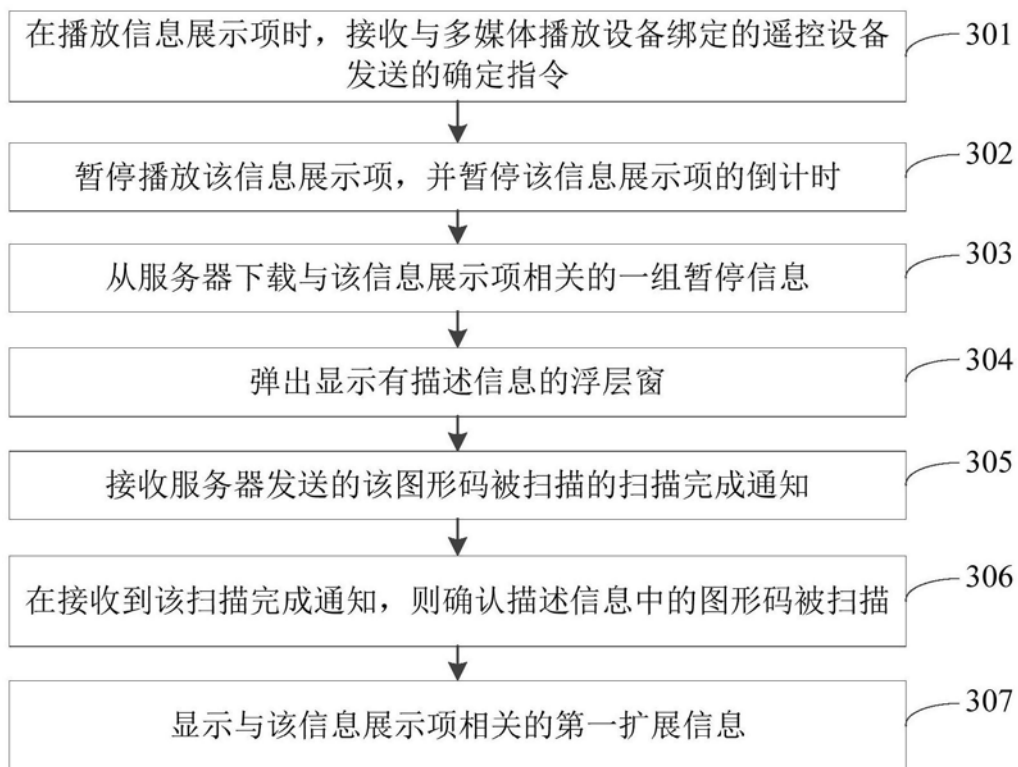 在播放信息展示项时，接收与多媒体播放设备绑定的遥控设备
发送的确定指令
301
暂停播放该信息展示项，并暂停该信息展示项的倒计时
302
从服务器下载与该信息展示项相关的一组暂停信息
303
弹出显示有描述信息的浮层窗
304
接收服务器发送的该图形码被扫描的扫描完成通知
305
在接收到该扫描完成通知，则确认描述信息中的图形码被扫描
306
显示与该信息展示项相关的第一扩展信息
307